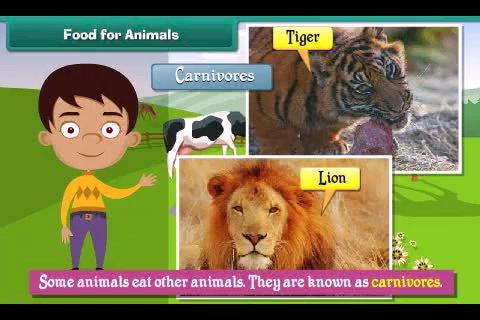 Food for Animals
Tiger
Carnivores
Lion
Some animals eat other animals. They are known as carnivores.